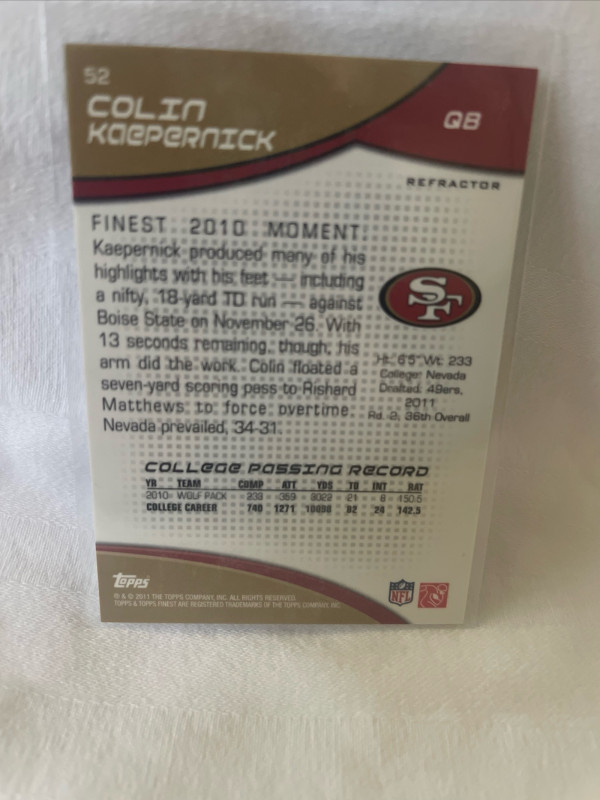 52
COLIN
KAEPERNICK
QB
REFRACTOR
FINEST 2010 MOMENT:
Kaepernick produced many of his
highlights with his feet — including
a nifty, 18-yard TD run — against
Boise State on November 26. With
13 seconds remaining, though, his
arm did the work. Colin floated a
seven-yard scoring pass to Rishard
Matthews to force overtime.
Nevada prevailed, 34-31.
SF
Ht: 6'5" Wt: 233
College: Nevada
Drafted: 49ers,
2011
Rd. 2, 36th Overall
COLLEGE PASSING RECORD
YR TEAM COMP ATT YDS TD INT RAT
2010 WOLF PACK 233 359 3022 21 8 150.5
COLLEGE CAREER 740 1271 10098 82 24 142.5
Topps
NFL
® & © 2011 THE TOPPS COMPANY, INC. ALL RIGHTS RESERVED.
TOPPS & TOPPS FINEST ARE REGISTERED TRADEMARKS OF THE TOPPS COMPANY, INC.